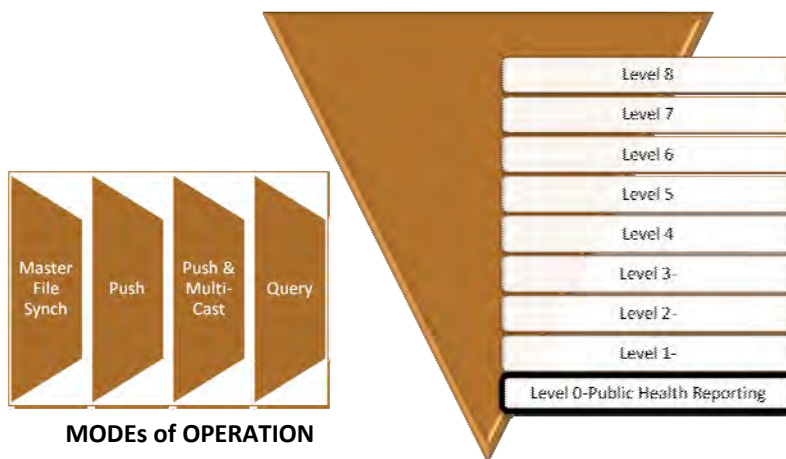 Level 8
Level 7
Level 6
Level 5
Level 4
Level 3-
Level 2-
Level 1-
Level 0-Public Health Reporting
Master
File
Synch
Push
Push &
Multi-
Cast
Query
MODEs of OPERATION